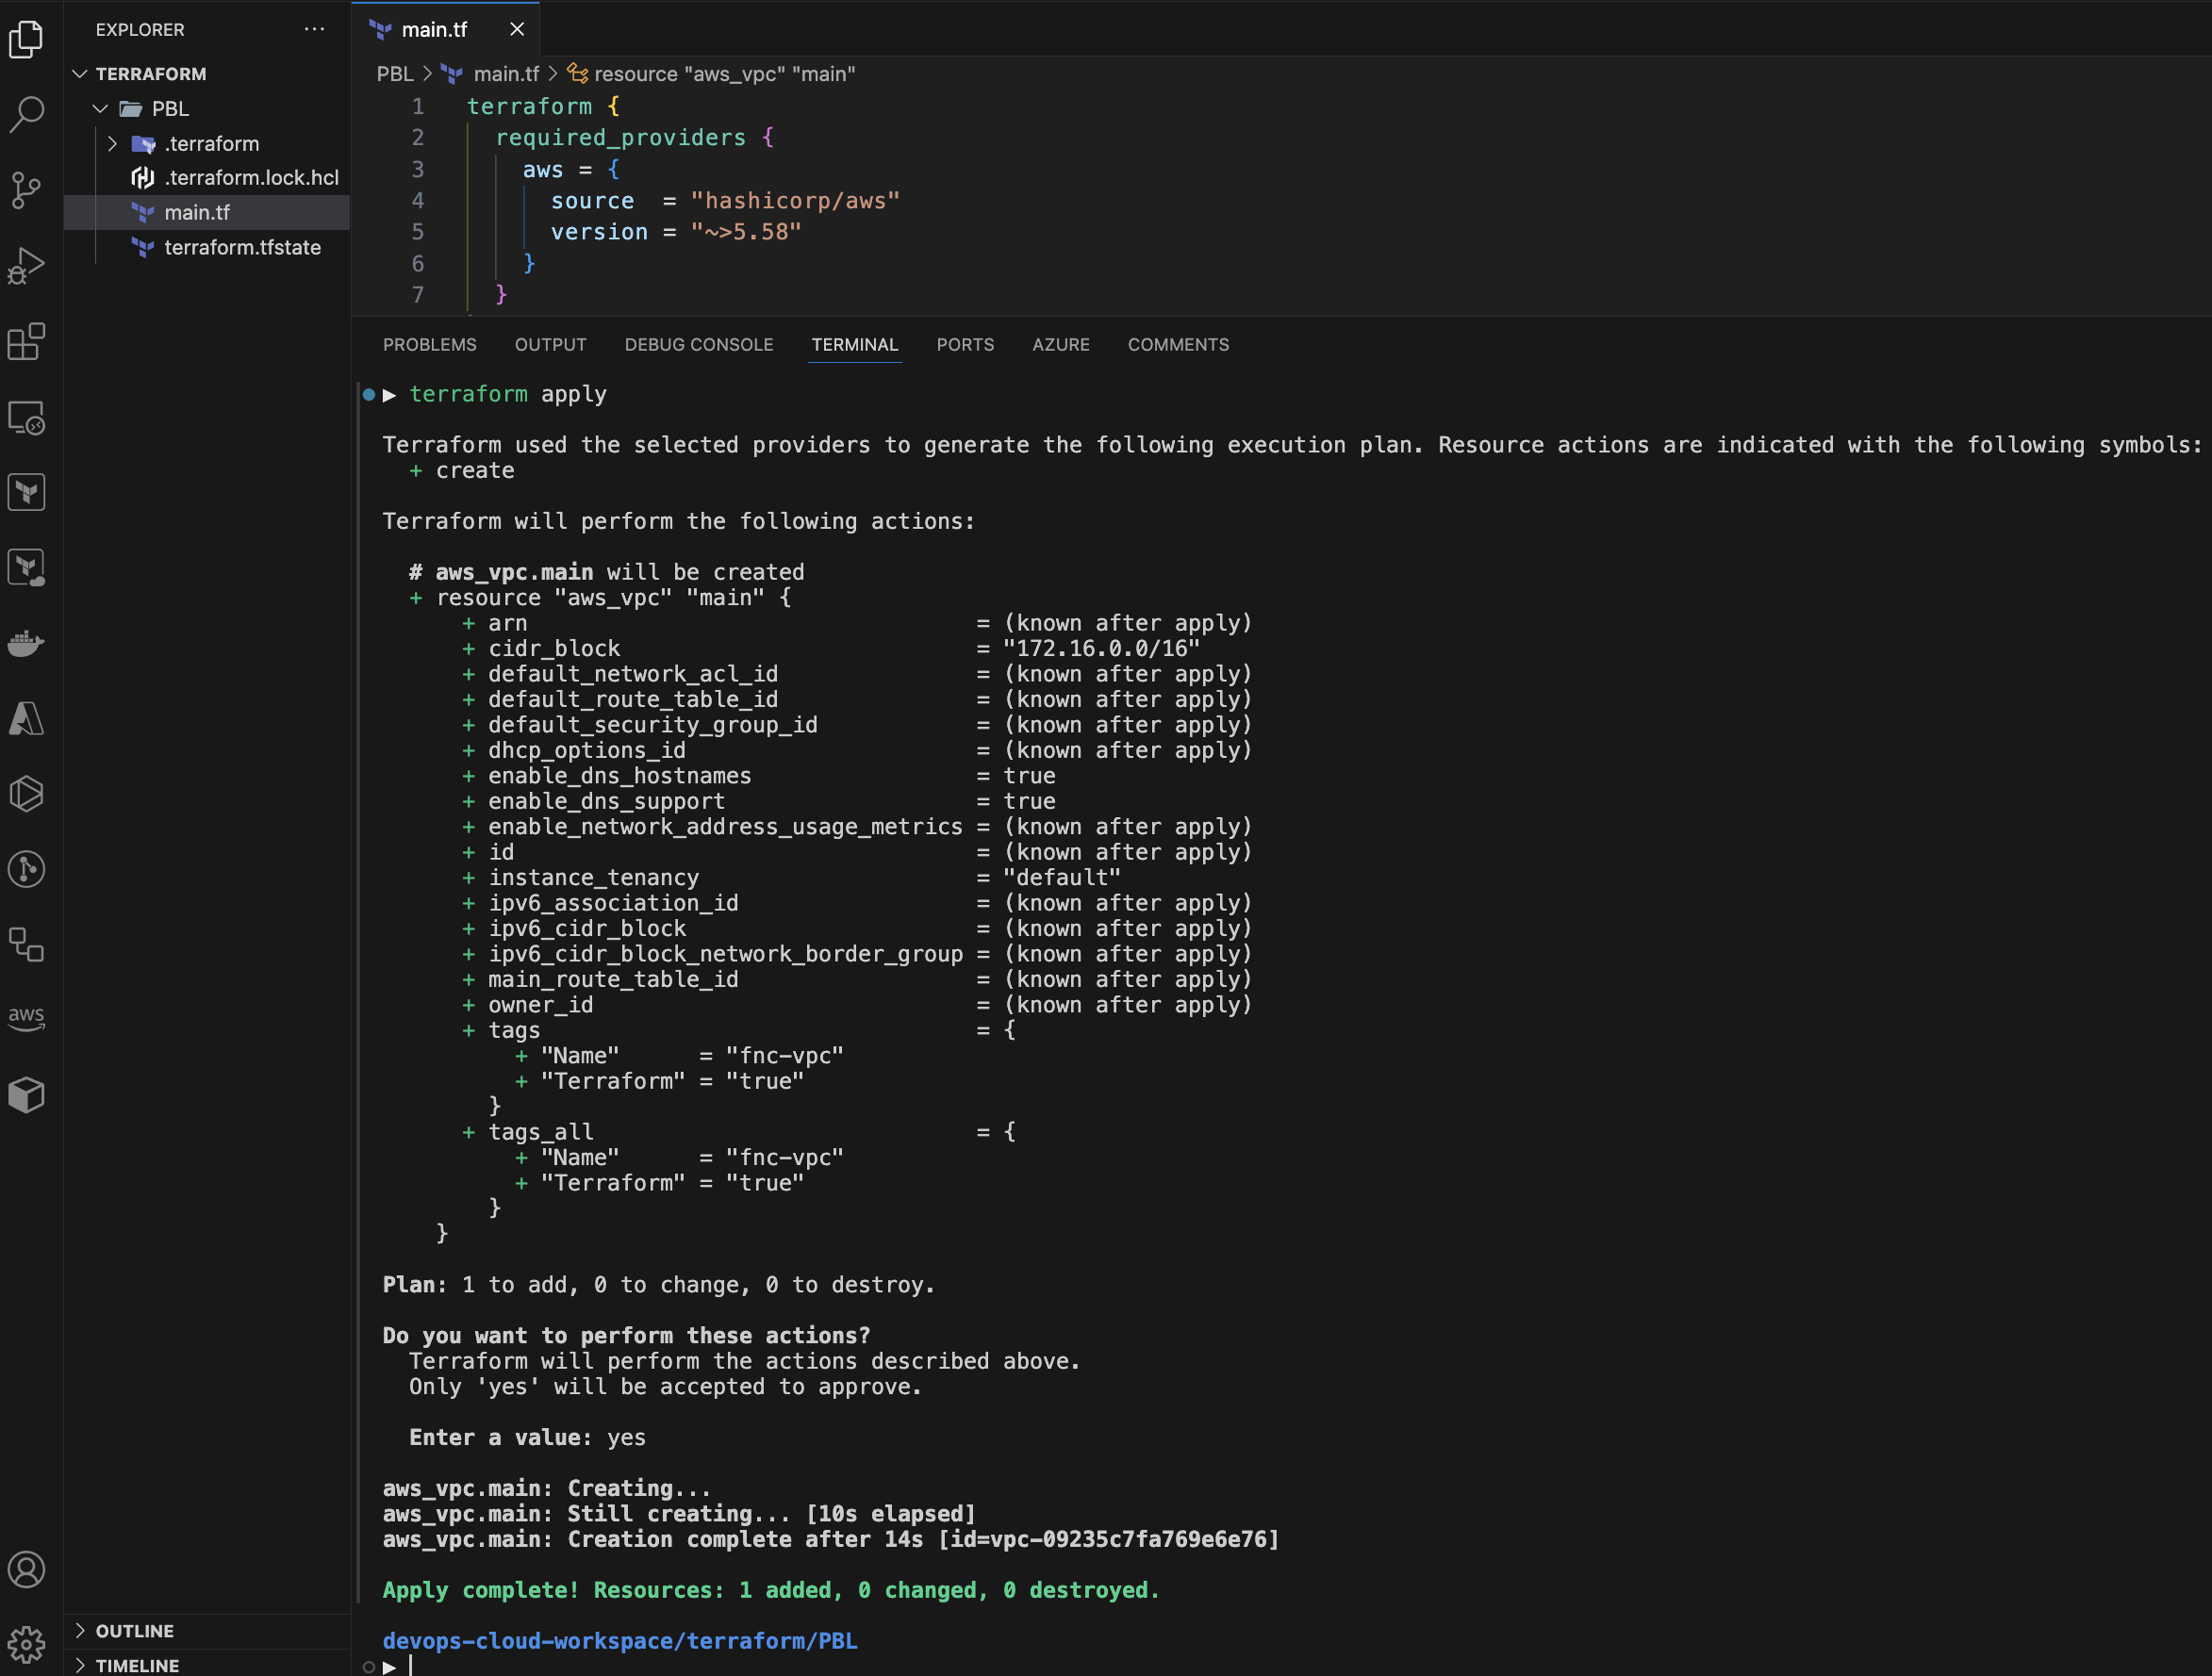 EXPLORER
TERRAFORM
PBL
.terraform
.terraform.lock.hcl
main.tf
terraform.tfstate
OUTLINE
TIMELINE
aws
main.tf
PBL > main.tf > resource "aws_vpc" "main"
1 terraform {
2   required_providers {
3     aws = {
4       source  = "hashicorp/aws"
5       version = "~>5.58"
6     }
7   }
PROBLEMS OUTPUT DEBUG CONSOLE TERMINAL PORTS AZURE COMMENTS
terraform apply
Terraform used the selected providers to generate the following execution plan. Resource actions are indicated with the following symbols:
  + create
Terraform will perform the following actions:
  # aws_vpc.main will be created
  + resource "aws_vpc" "main" {
      + arn                                  = (known after apply)
      + cidr_block                           = "172.16.0.0/16"
      + default_network_acl_id               = (known after apply)
      + default_route_table_id               = (known after apply)
      + default_security_group_id            = (known after apply)
      + dhcp_options_id                      = (known after apply)
      + enable_dns_hostnames                 = true
      + enable_dns_support                   = true
      + enable_network_address_usage_metrics = (known after apply)
      + id                                   = (known after apply)
      + instance_tenancy                     = "default"
      + ipv6_association_id                  = (known after apply)
      + ipv6_cidr_block                      = (known after apply)
      + ipv6_cidr_block_network_border_group = (known after apply)
      + main_route_table_id                  = (known after apply)
      + owner_id                             = (known after apply)
      + tags                                 = {
          + "Name"      = "fnc-vpc"
          + "Terraform" = "true"
        }
      + tags_all                             = {
          + "Name"      = "fnc-vpc"
          + "Terraform" = "true"
        }
    }
Plan: 1 to add, 0 to change, 0 to destroy.
Do you want to perform these actions?
  Terraform will perform the actions described above.
  Only 'yes' will be accepted to approve.
  Enter a value: yes
aws_vpc.main: Creating...
aws_vpc.main: Still creating... [10s elapsed]
aws_vpc.main: Creation complete after 14s [id=vpc-09235c7fa769e6e76]
Apply complete! Resources: 1 added, 0 changed, 0 destroyed.
devops-cloud-workspace/terraform/PBL